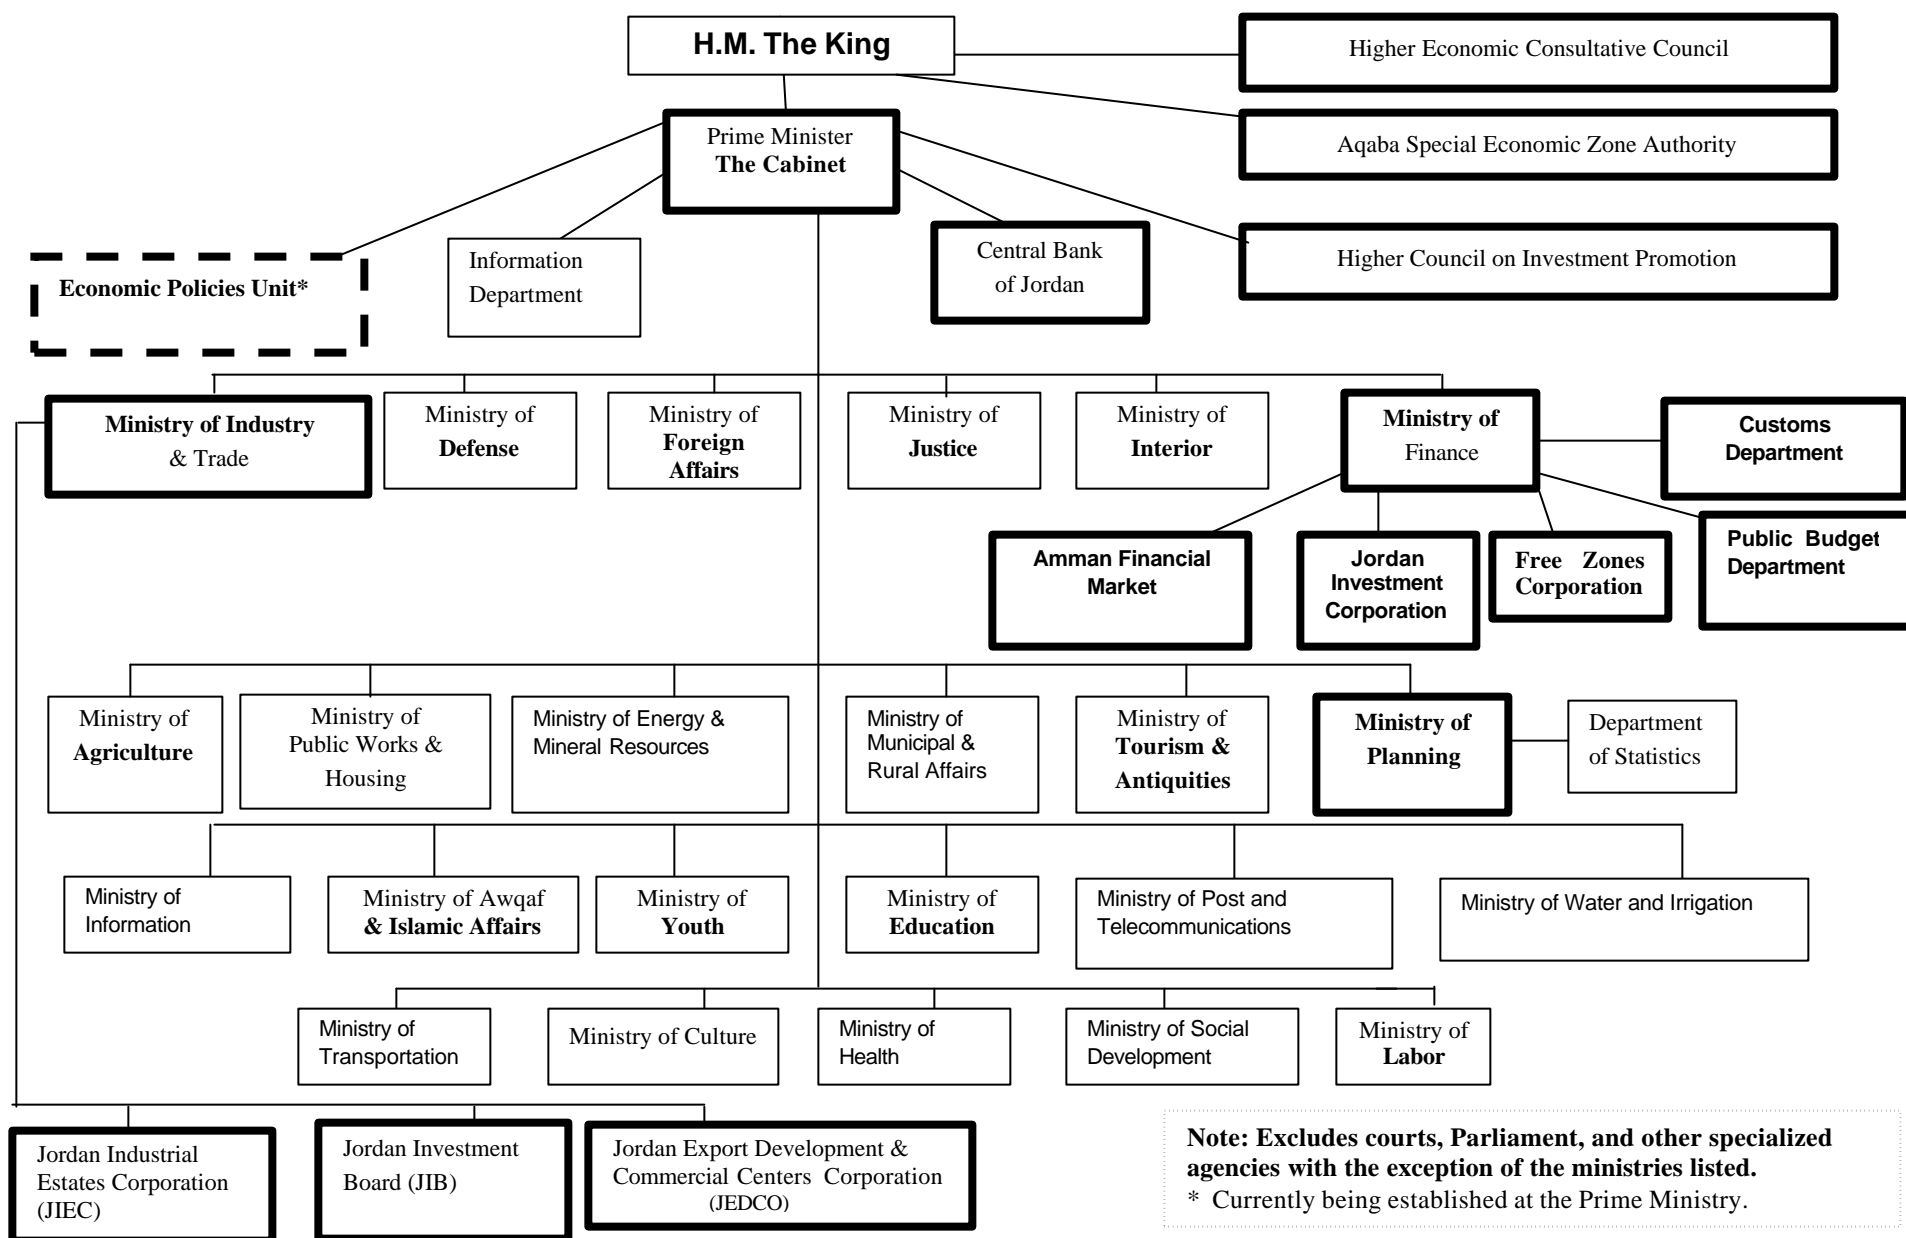 H.M. The King
Higher Economic Consultative Council
Prime Minister
The Cabinet
Aqaba Special Economic Zone Authority
Economic Policies Unit*
Information
Department
Central Bank
of Jordan
Higher Council on Investment Promotion
Ministry of Industry
& Trade
Ministry of
Defense
Ministry of
Foreign
Affairs
Ministry of
Justice
Ministry of
Interior
Ministry of
Finance
Customs
Department
Amman Financial
Market
Jordan
Investment
Corporation
Free Zones
Corporation
Public Budget
Department
Ministry of
Agriculture
Ministry of
Public Works &
Housing
Ministry of Energy &
Mineral Resources
Ministry of
Municipal &
Rural Affairs
Ministry of
Tourism &
Antiquities
Ministry of
Planning
Department
of Statistics
Ministry of
Information
Ministry of Awqaf
& Islamic Affairs
Ministry of
Youth
Ministry of
Education
Ministry of Post and
Telecommunications
Ministry of Water and Irrigation
Ministry of
Transportation
Ministry of Culture
Ministry of
Health
Ministry of Social
Development
Ministry of
Labor
Jordan Industrial
Estates Corporation
(JIEC)
Jordan Investment
Board (JIB)
Jordan Export Development &
Commercial Centers Corporation
(JEDCO)
Note: Excludes courts, Parliament, and other specialized
agencies with the exception of the ministries listed.
* Currently being established at the Prime Ministry.